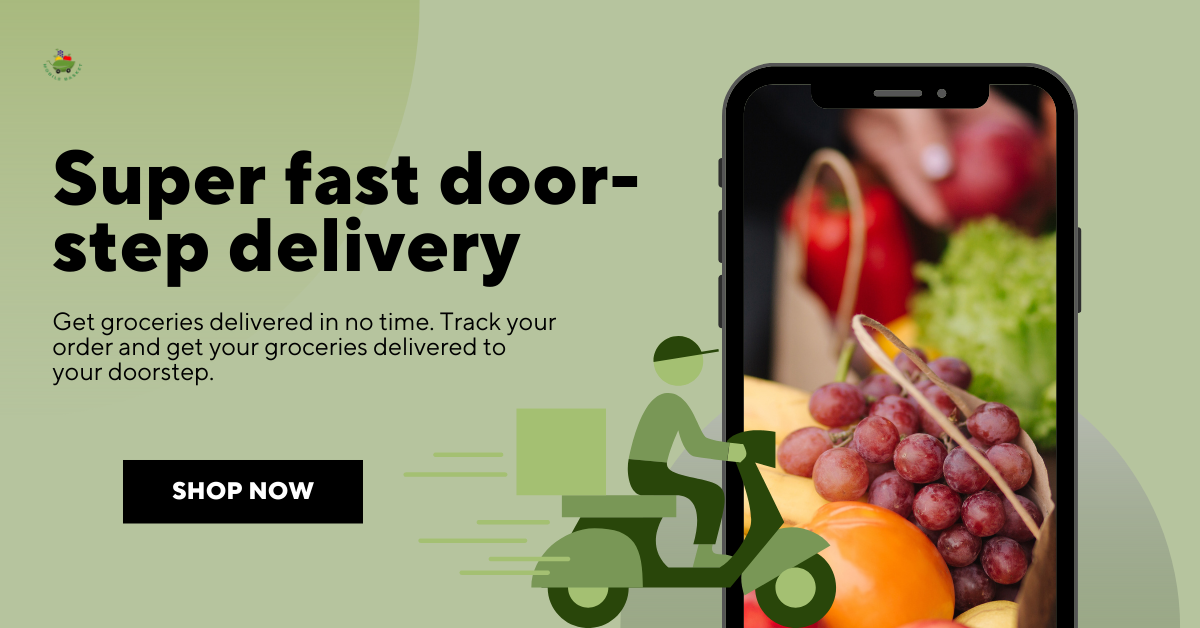 Super fast door-
step delivery
Get groceries delivered in no time. Track your
order and get your groceries delivered to
your doorstep.
SHOP NOW